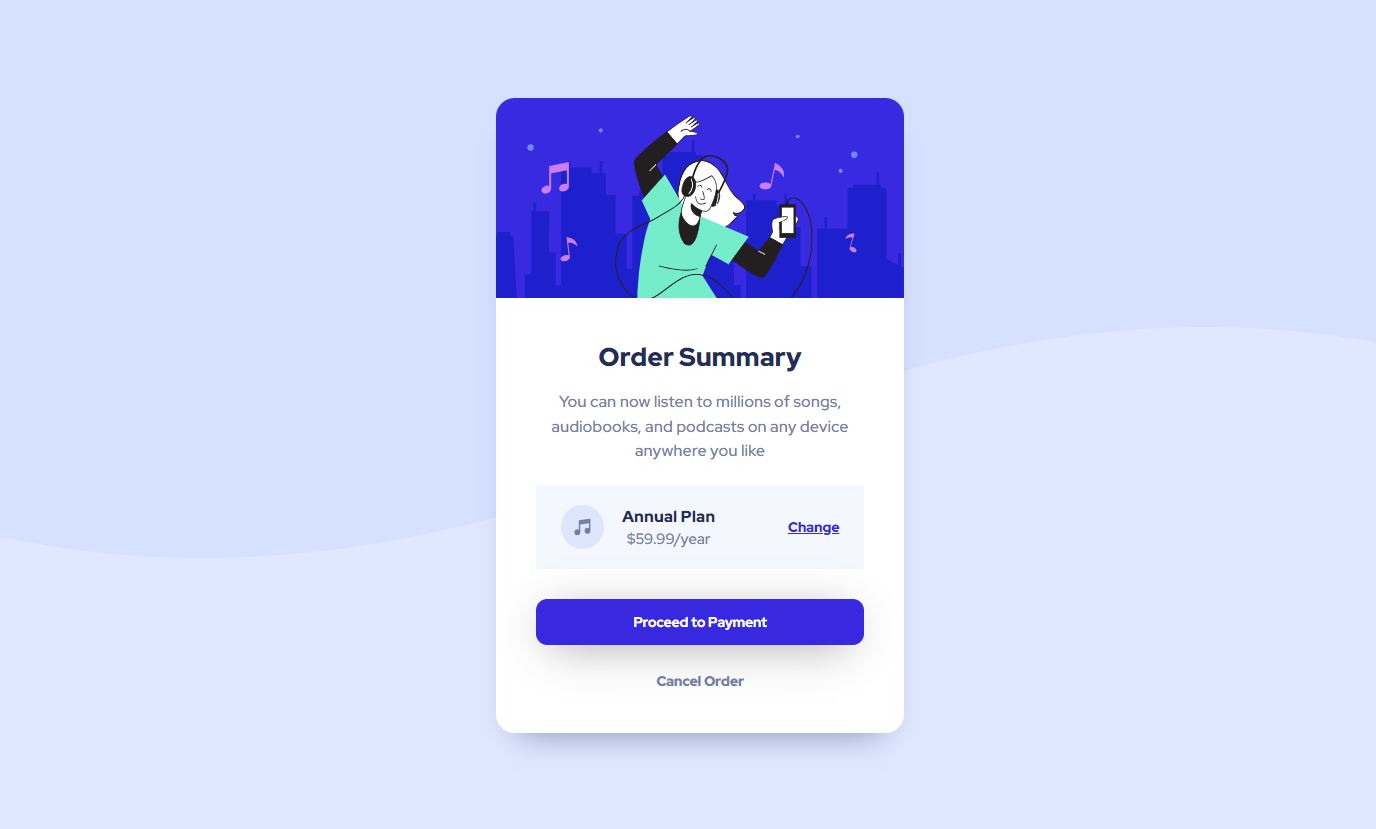 Order Summary
You can now listen to millions of songs,
audiobooks, and podcasts on any device
anywhere you like
Annual Plan
$59.99/year
Change
Proceed to Payment
Cancel Order